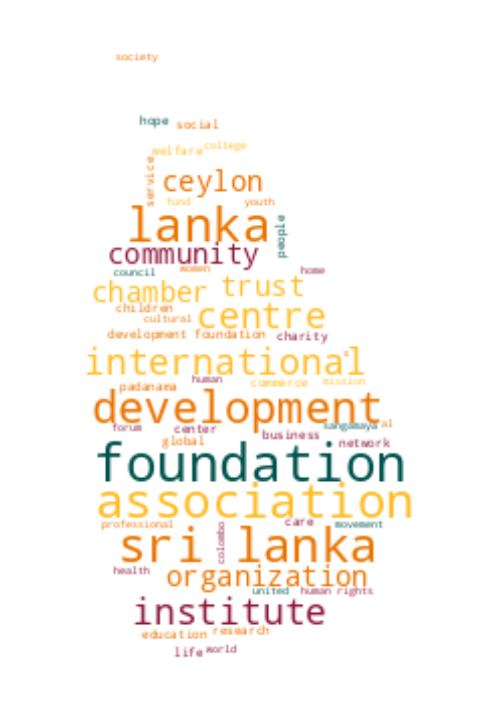 society
hope social
welfare college
service
ceylon
fund youth
lanka
people
community
council women home
chamber trust
children
cultural centre
development foundation charity
international
s
padanama human commerce mission
development
forum center sangamaya al
global business network
foundation
association
professional care movement
colombo
sri lanka
health organization
united human rights
institute
education research
life world